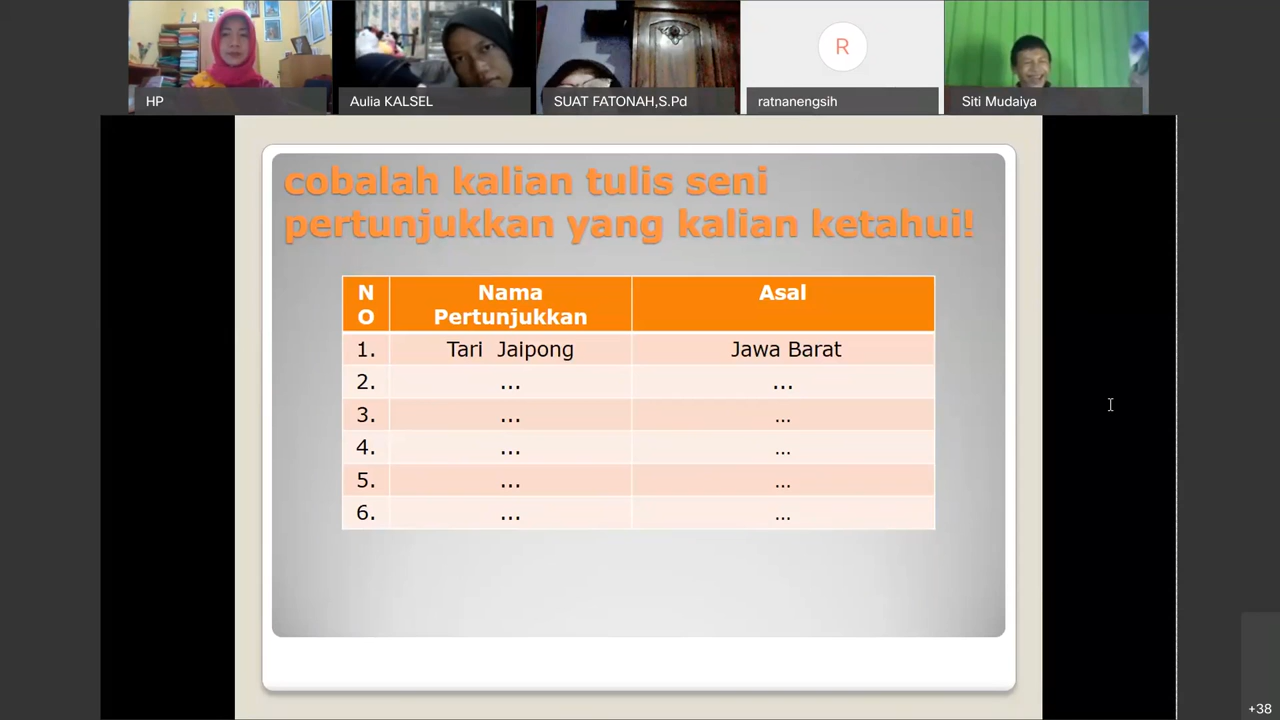 HP
Aulia KALSEL
SUAT FATONAH,S.Pd
R
ratnanengsih
Siti Mudaiya
cobalah kalian tulis seni
pertunjukkan yang kalian ketahui!
N
O
Nama
Pertunjukkan
Asal
1. Tari Jaipong Jawa Barat
2. ... ...
3. ... ...
4. ... ...
5. ... ...
6. ... ...
+38